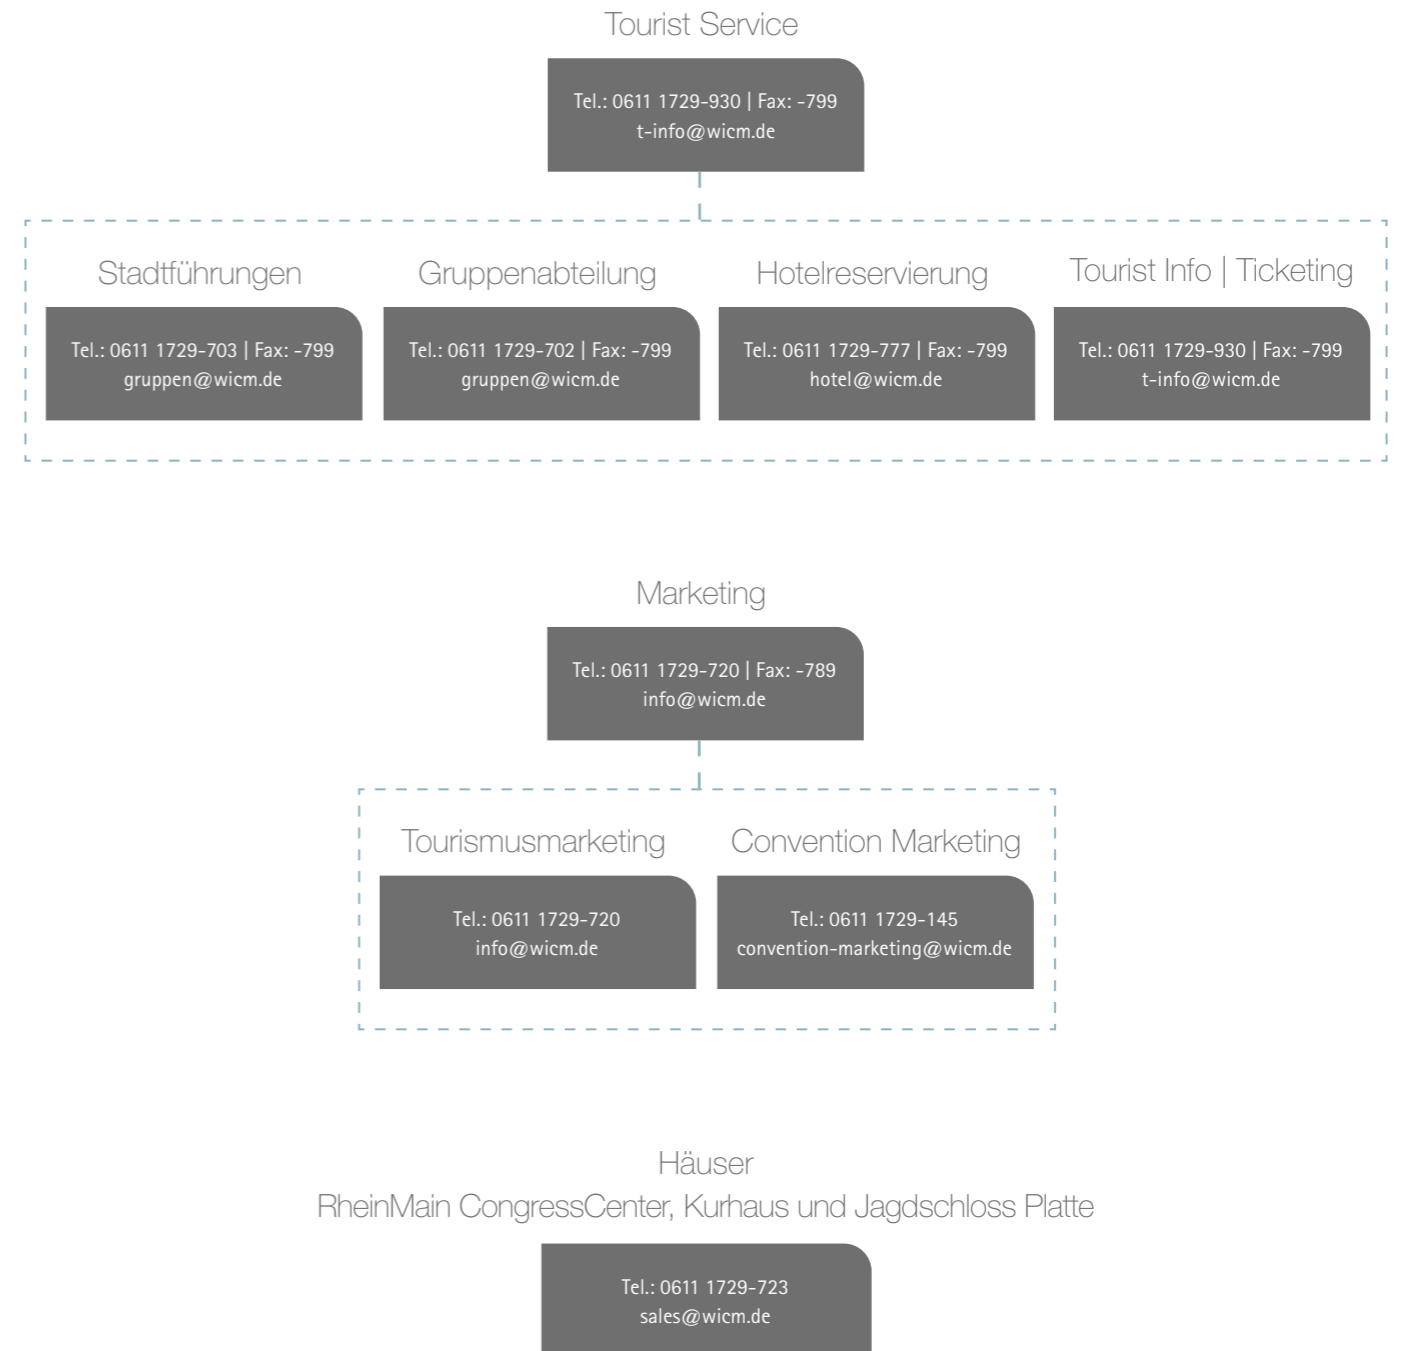 Tourist Service
Tel.: 0611 1729-930 | Fax: -799
t-info@wicm.de
Stadtführungen
Tel.: 0611 1729-703 | Fax: -799
gruppen@wicm.de
Gruppenabteilung
Tel.: 0611 1729-702 | Fax: -799
gruppen@wicm.de
Hotelreservierung
Tel.: 0611 1729-777 | Fax: -799
hotel@wicm.de
Tourist Info | Ticketing
Tel.: 0611 1729-930 | Fax: -799
t-info@wicm.de
Marketing
Tel.: 0611 1729-720 | Fax: -789
info@wicm.de
Tourismusmarketing
Tel.: 0611 1729-720
info@wicm.de
Convention Marketing
Tel.: 0611 1729-145
convention-marketing@wicm.de
Häuser
RheinMain CongressCenter, Kurhaus und Jagdschloss Platte
Tel.: 0611 1729-723
sales@wicm.de